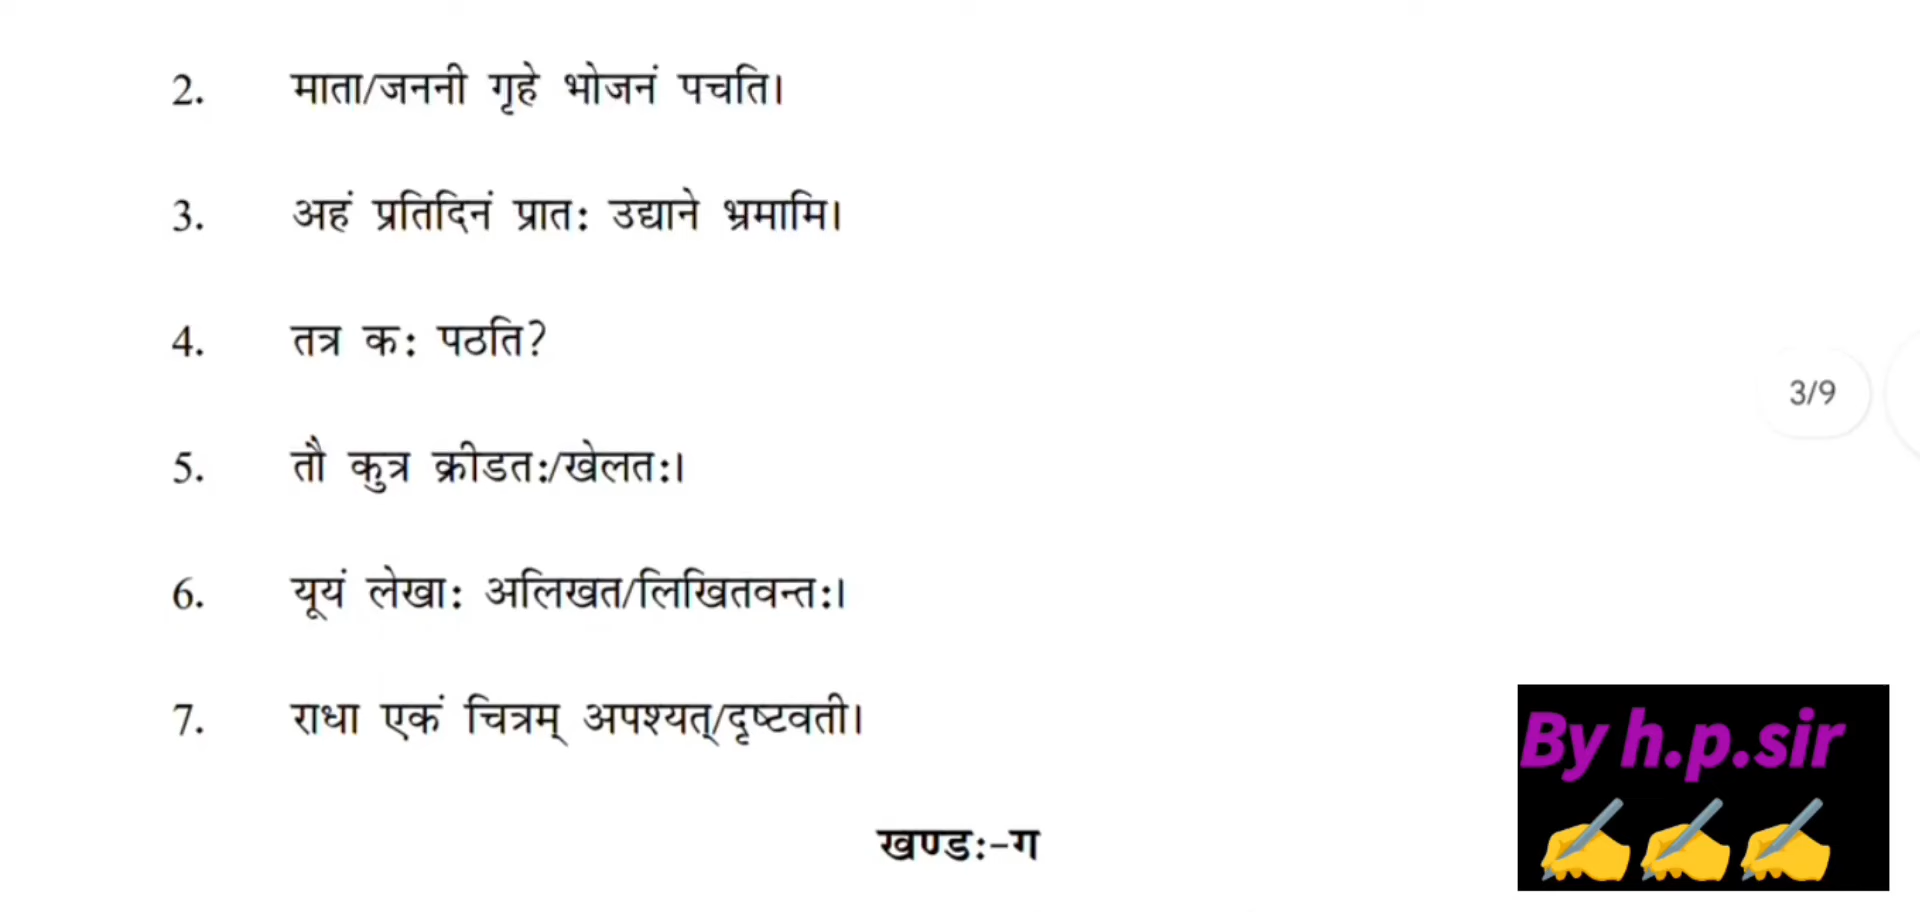 2. माता/जननी गृहे भोजनं पचति।
3. अहं प्रतिदिनं प्रातः उद्याने भ्रमामि।
4. तत्र कः पठति?
3/9
5. तौ कुत्र क्रीडतः/खेलतः।
6. यूयं लेखाः अलिखत/लिखितवन्तः।
7. राधा एकं चित्रम् अपश्यत्/दृष्टवती।
By h.p.sir
✍✍✍
खण्डः-ग